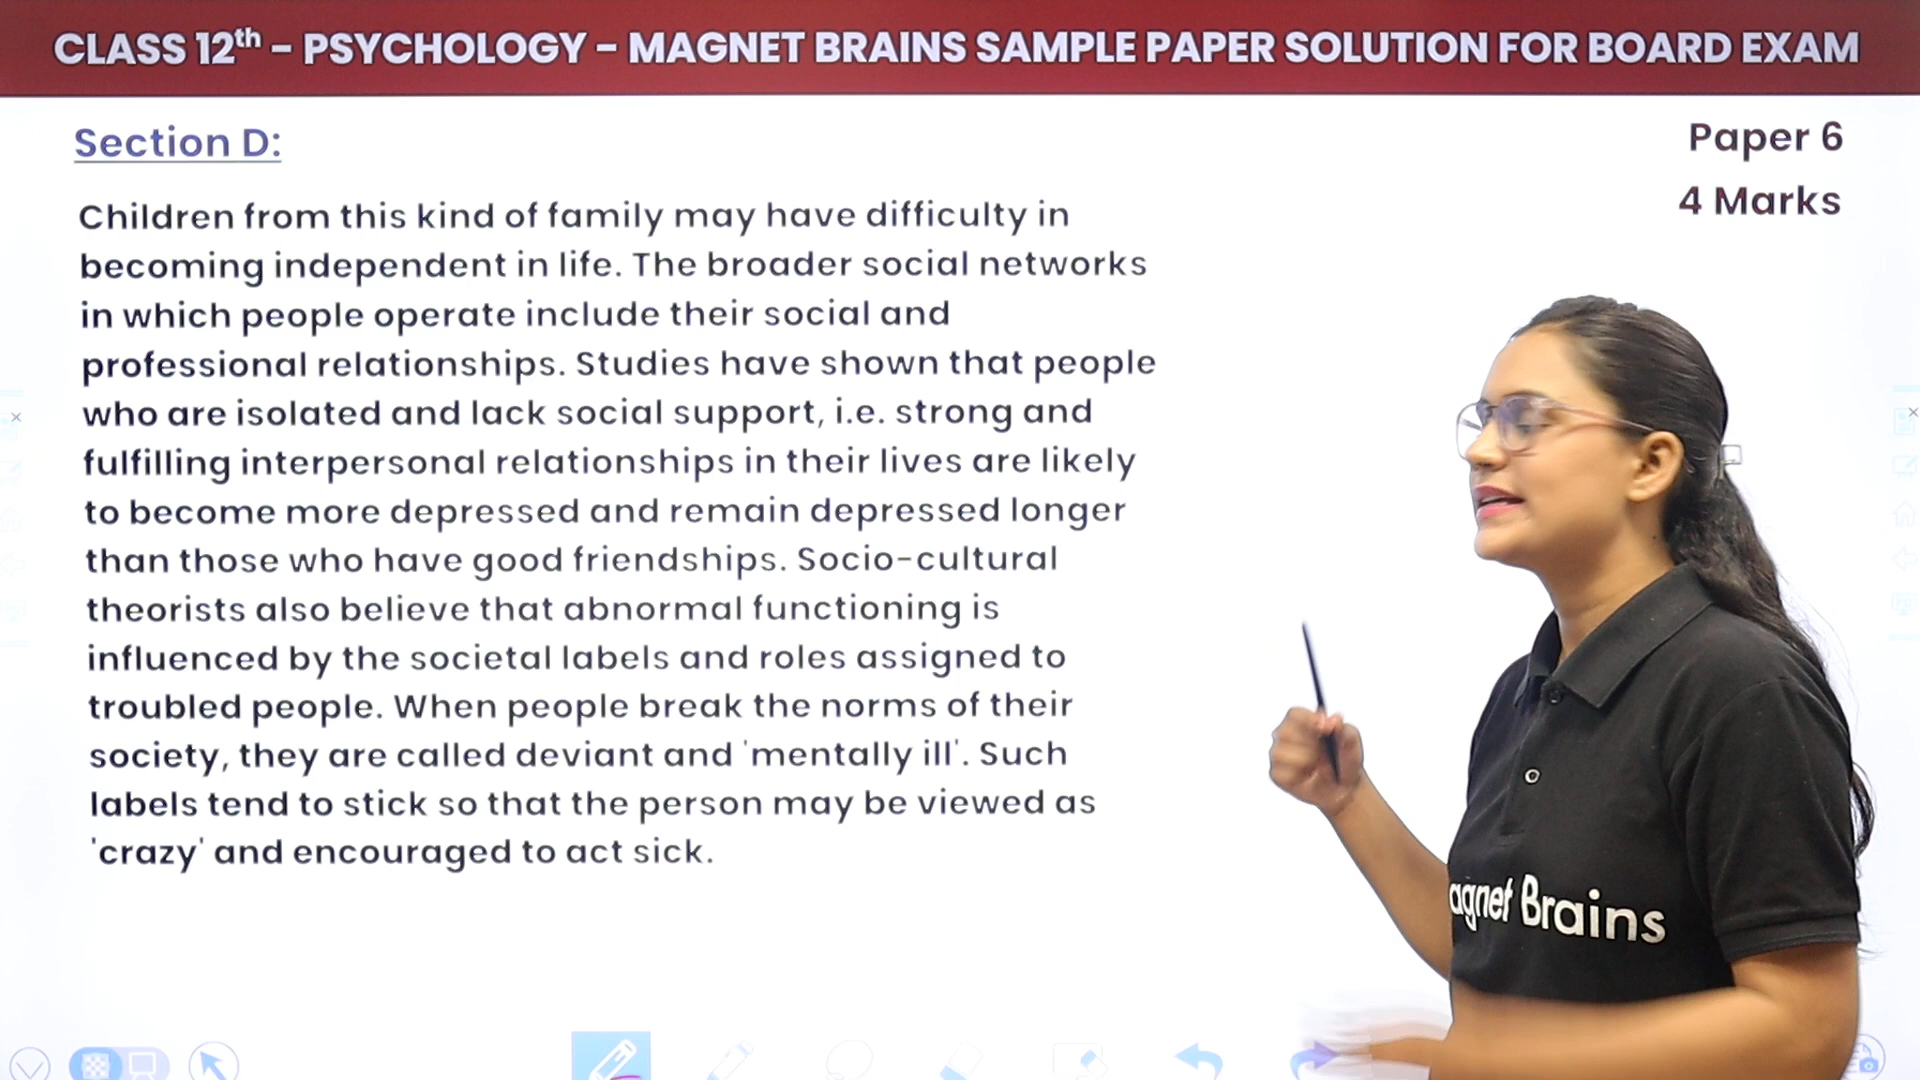 CLASS 12th – PSYCHOLOGY – MAGNET BRAINS SAMPLE PAPER SOLUTION FOR BOARD EXAM
Section D:
Paper 6
4 Marks
Children from this kind of family may have difficulty in
becoming independent in life. The broader social networks
in which people operate include their social and
professional relationships. Studies have shown that people
who are isolated and lack social support, i.e. strong and
fulfilling interpersonal relationships in their lives are likely
to become more depressed and remain depressed longer
than those who have good friendships. Socio-cultural
theorists also believe that abnormal functioning is
influenced by the societal labels and roles assigned to
troubled people. When people break the norms of their
society, they are called deviant and 'mentally ill'. Such
labels tend to stick so that the person may be viewed as
'crazy' and encouraged to act sick.
agnet Brains